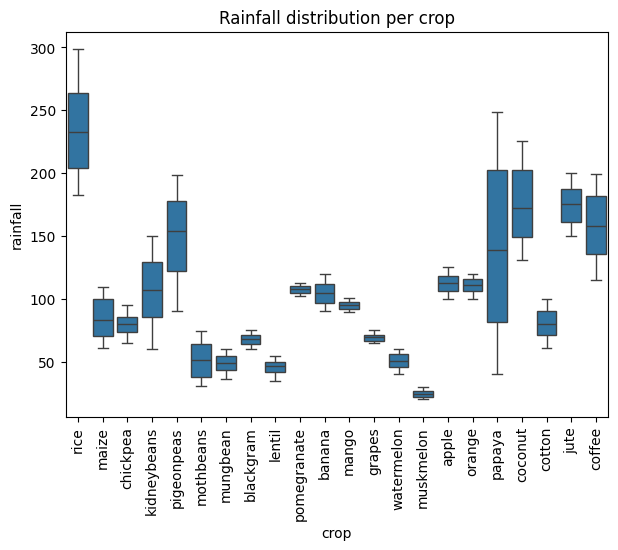 Rainfall distribution per crop
rainfall
300
250
200
150
100
50
rice
maize
chickpea
kidneybeans
pigeonpeas
mothbeans
mungbean
blackgram
lentil
pomegranate
banana
mango
grapes
watermelon
muskmelon
apple
orange
papaya
coconut
cotton
jute
coffee
crop